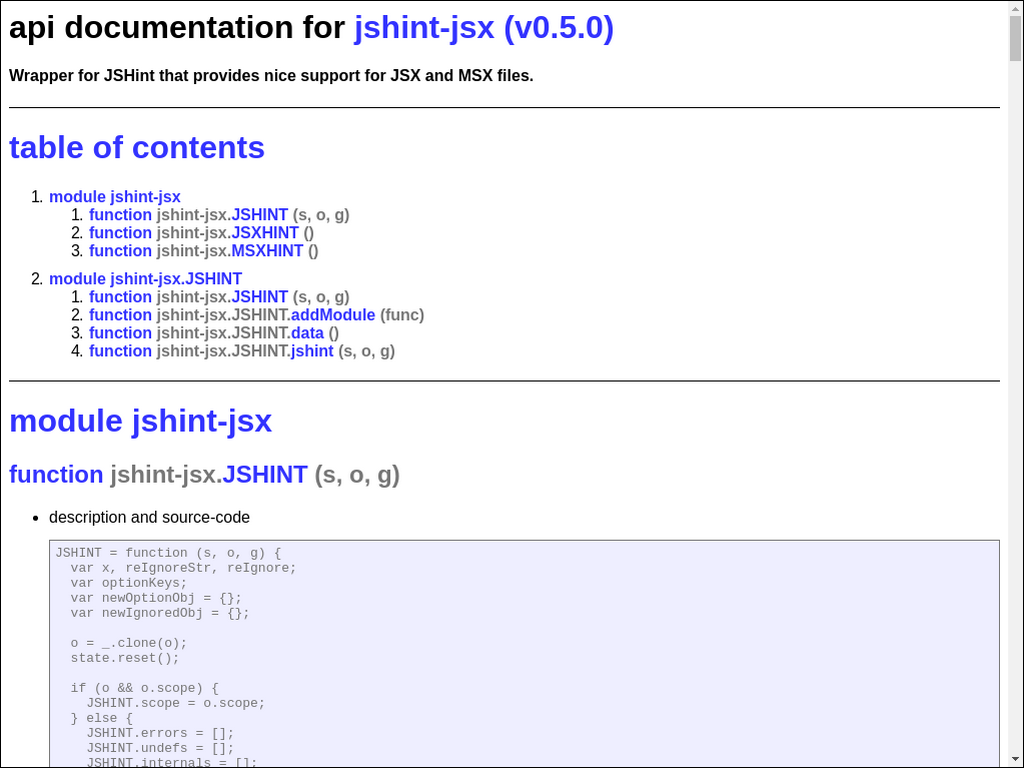 api documentation for jshint-jsx (v0.5.0)
Wrapper for JSHint that provides nice support for JSX and MSX files.
table of contents
1. module jshint-jsx
1. function jshint-jsx.JSHINT (s, o, g)
2. function jshint-jsx.JSXHINT ()
3. function jshint-jsx.MSXHINT ()
2. module jshint-jsx.JSHINT
1. function jshint-jsx.JSHINT (s, o, g)
2. function jshint-jsx.JSHINT.addModule (func)
3. function jshint-jsx.JSHINT.data ()
4. function jshint-jsx.JSHINT.jshint (s, o, g)
module jshint-jsx
function jshint-jsx.JSHINT (s, o, g)
• description and source-code
JSHINT = function (s, o, g) {
  var x, reIgnoreStr, reIgnore;
  var optionKeys;
  var newOptionObj = {};
  var newIgnoredObj = {};
  o = _.clone(o);
  state.reset();
  if (o && o.scope) {
    JSHINT.scope = o.scope;
  } else {
    JSHINT.errors = [];
    JSHINT.undefs = [];
    JSHINT.internals = [];